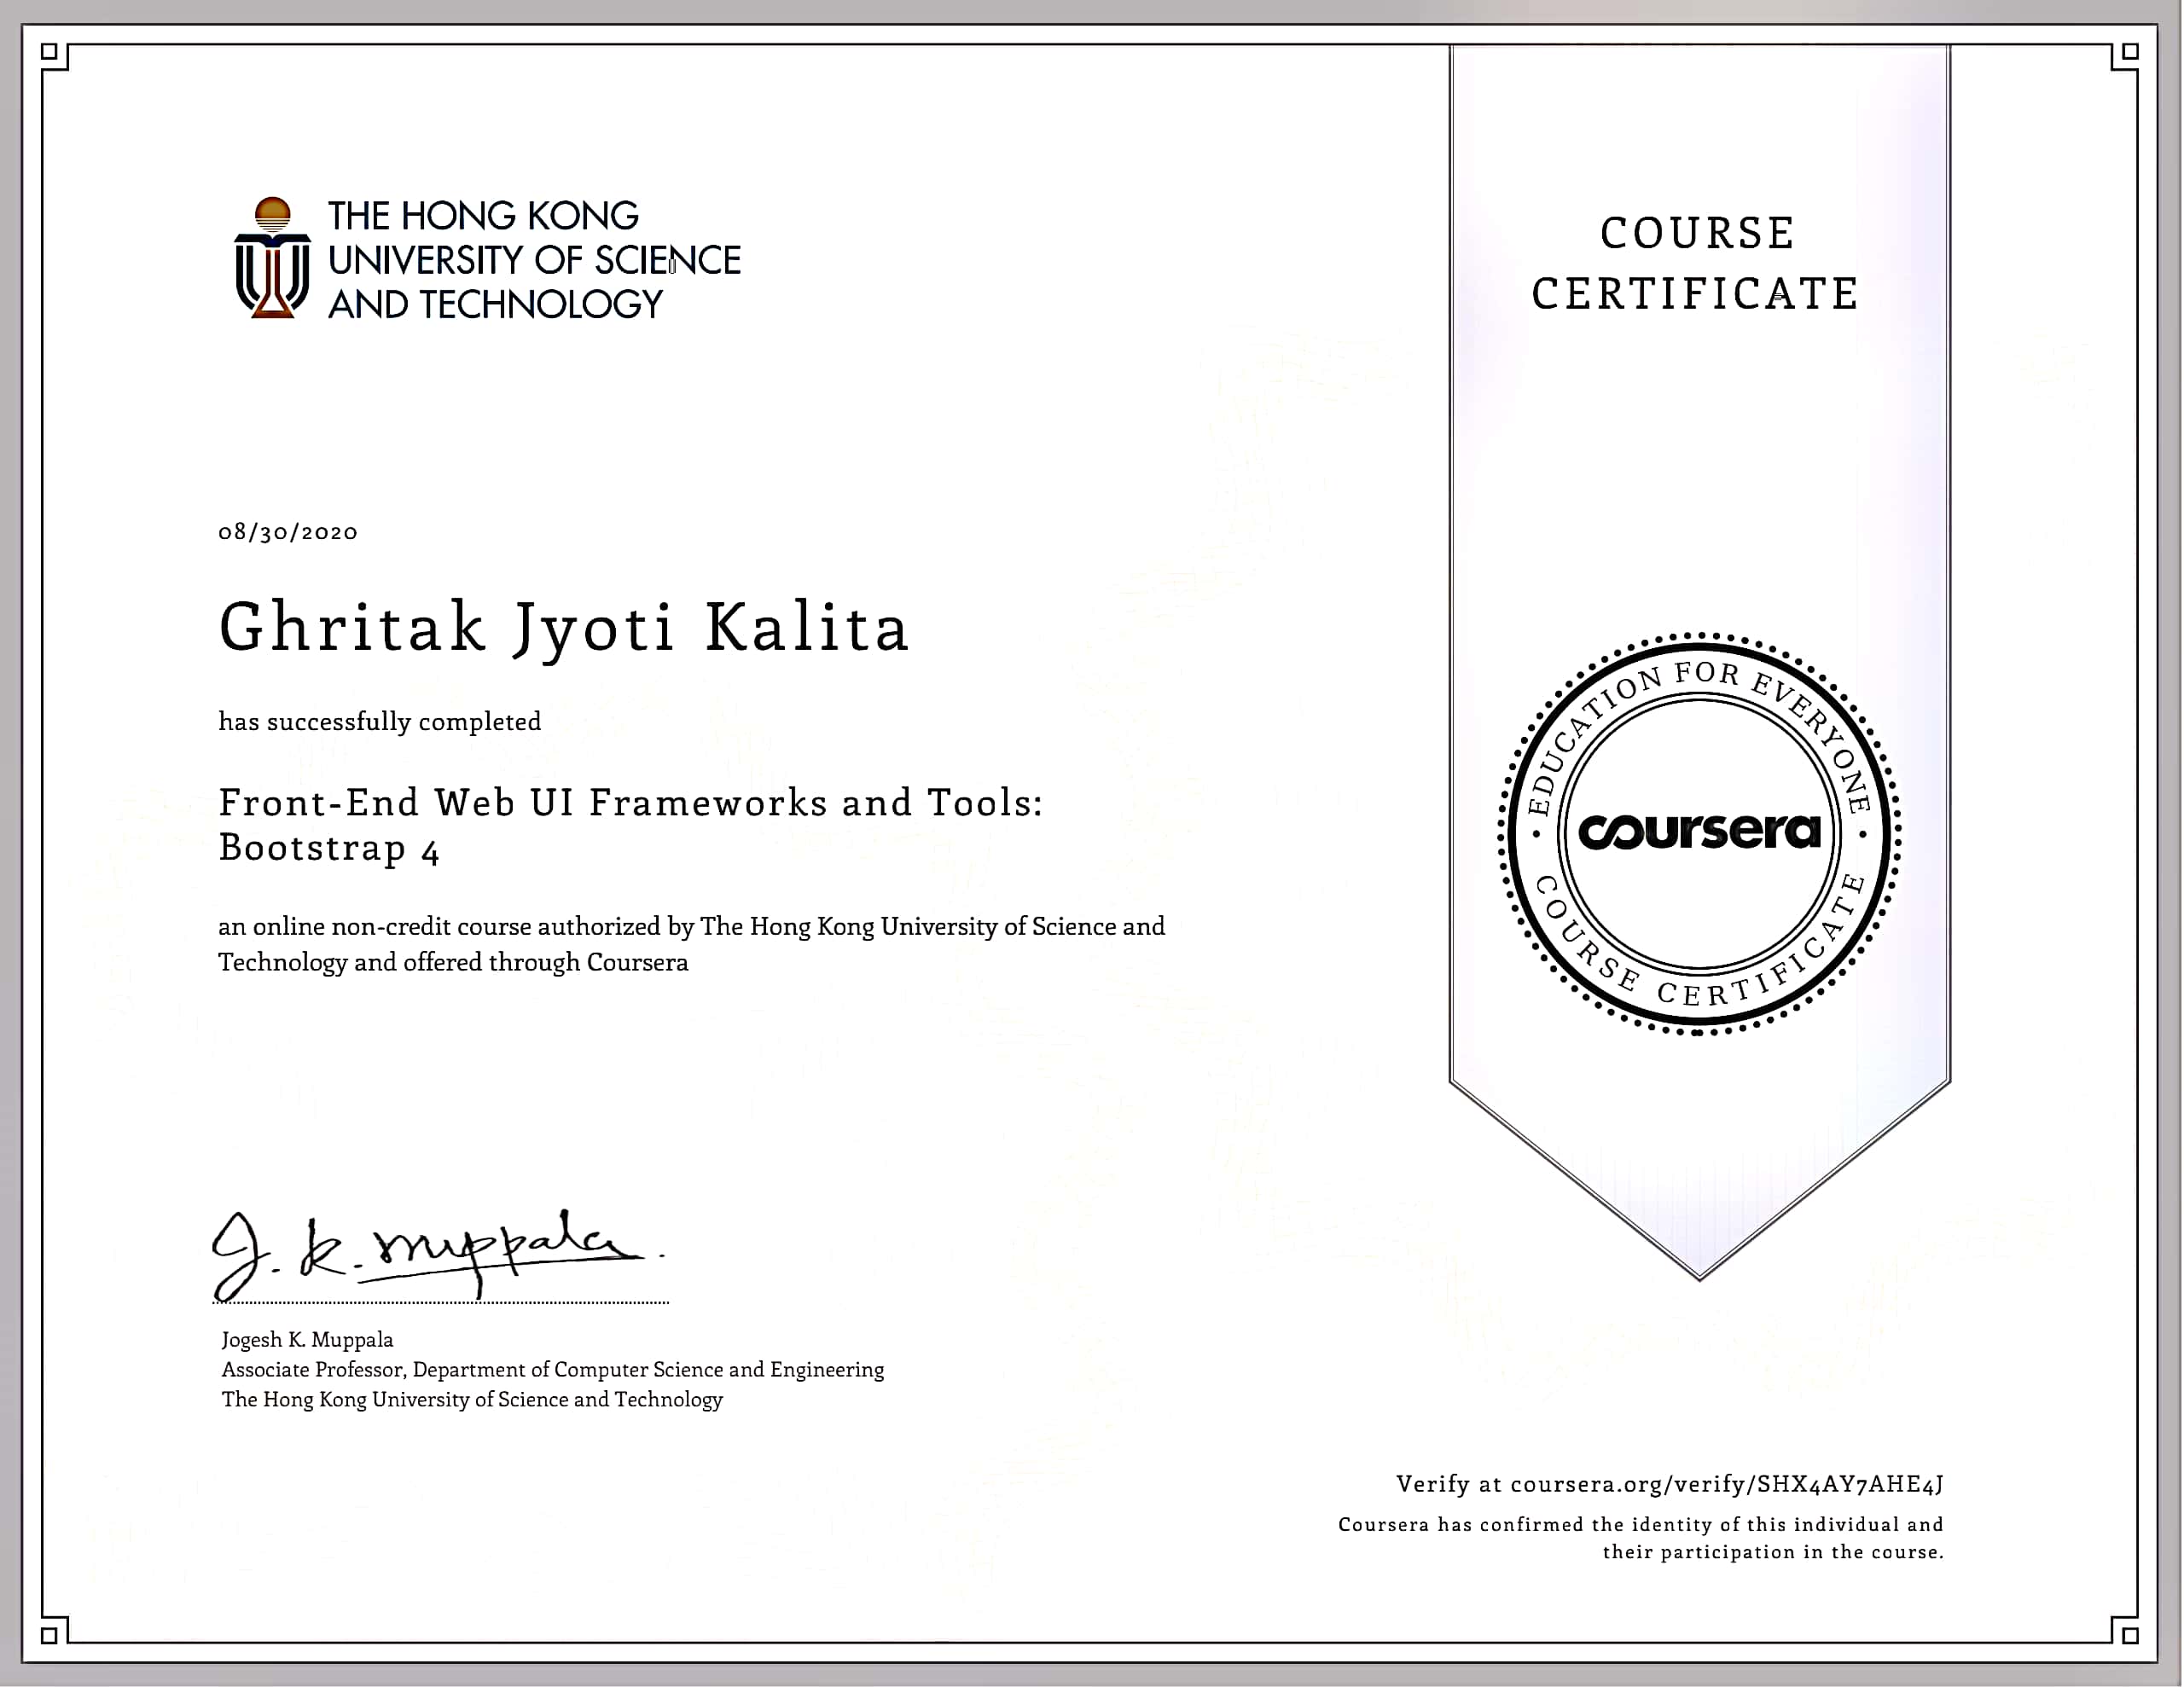 THE HONG KONG
UNIVERSITY OF SCIENCE
AND TECHNOLOGY
COURSE
CERTIFICATE
08/30/2020
Ghritak Jyoti Kalita
has successfully completed
Front-End Web UI Frameworks and Tools:
Bootstrap 4
an online non-credit course authorized by The Hong Kong University of Science and
Technology and offered through Coursera
EDUCATION FOR EVERYONE
coursera
COURSE CERTIFICATE
J. K. Muppala
Jogesh K. Muppala
Associate Professor, Department of Computer Science and Engineering
The Hong Kong University of Science and Technology
Verify at coursera.org/verify/SHX4AY7AHE4J
Coursera has confirmed the identity of this individual and
their participation in the course.